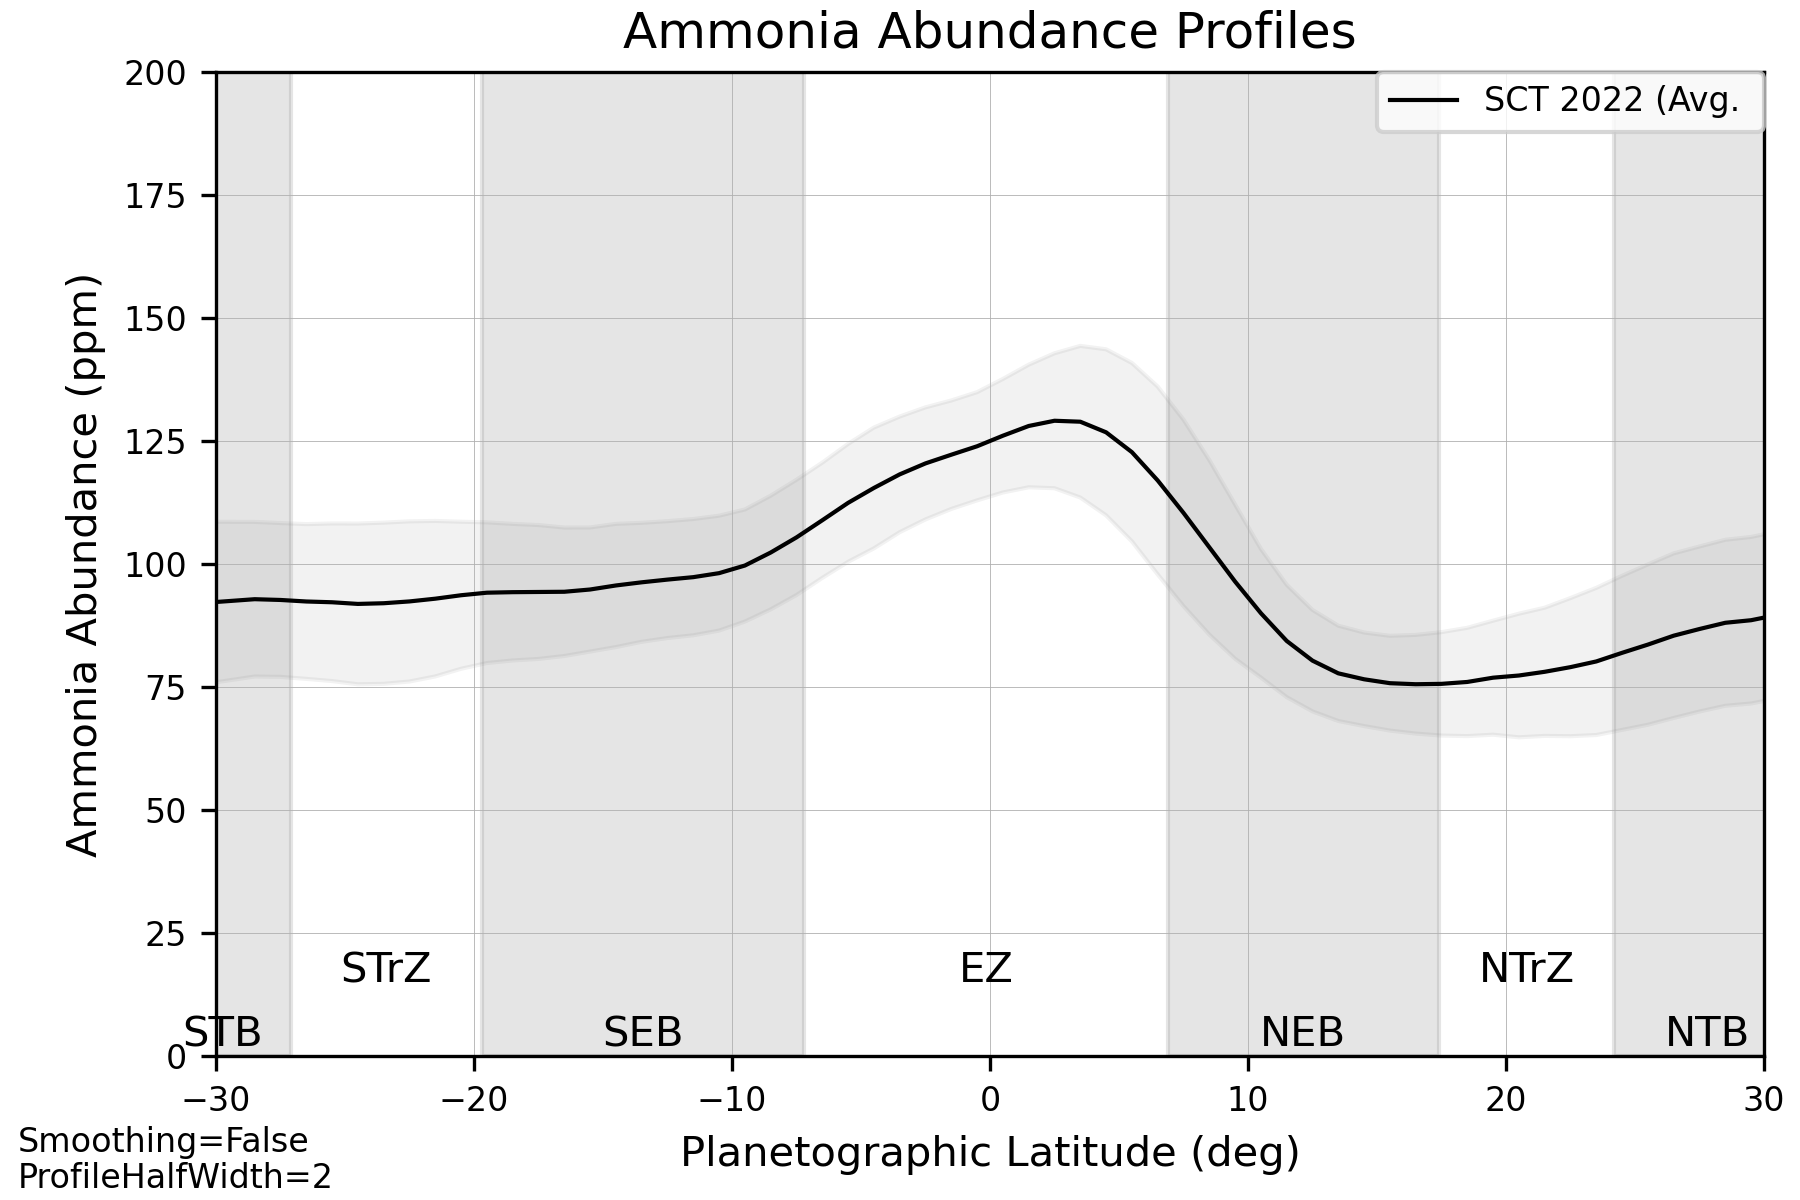 Ammonia Abundance Profiles
SCT 2022 (Avg.
Ammonia Abundance (ppm)
200
175
150
125
100
75
50
25
0
STrZ
EZ
NTrZ
STB
SEB
NEB
NTB
−30
−20
−10
0
10
20
30
Planetographic Latitude (deg)
Smoothing=False
ProfileHalfWidth=2